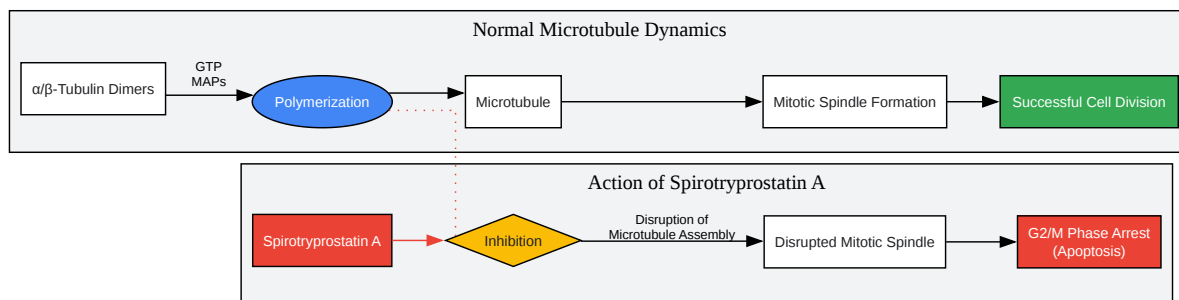 Normal Microtubule Dynamics
α/β-Tubulin Dimers
GTP
MAPs
Polymerization
Microtubule
Mitotic Spindle Formation
Successful Cell Division
Action of Spirotryprostatin A
Spirotryprostatin A
Inhibition
Disruption of
Microtubule Assembly
Disrupted Mitotic Spindle
G2/M Phase Arrest
(Apoptosis)